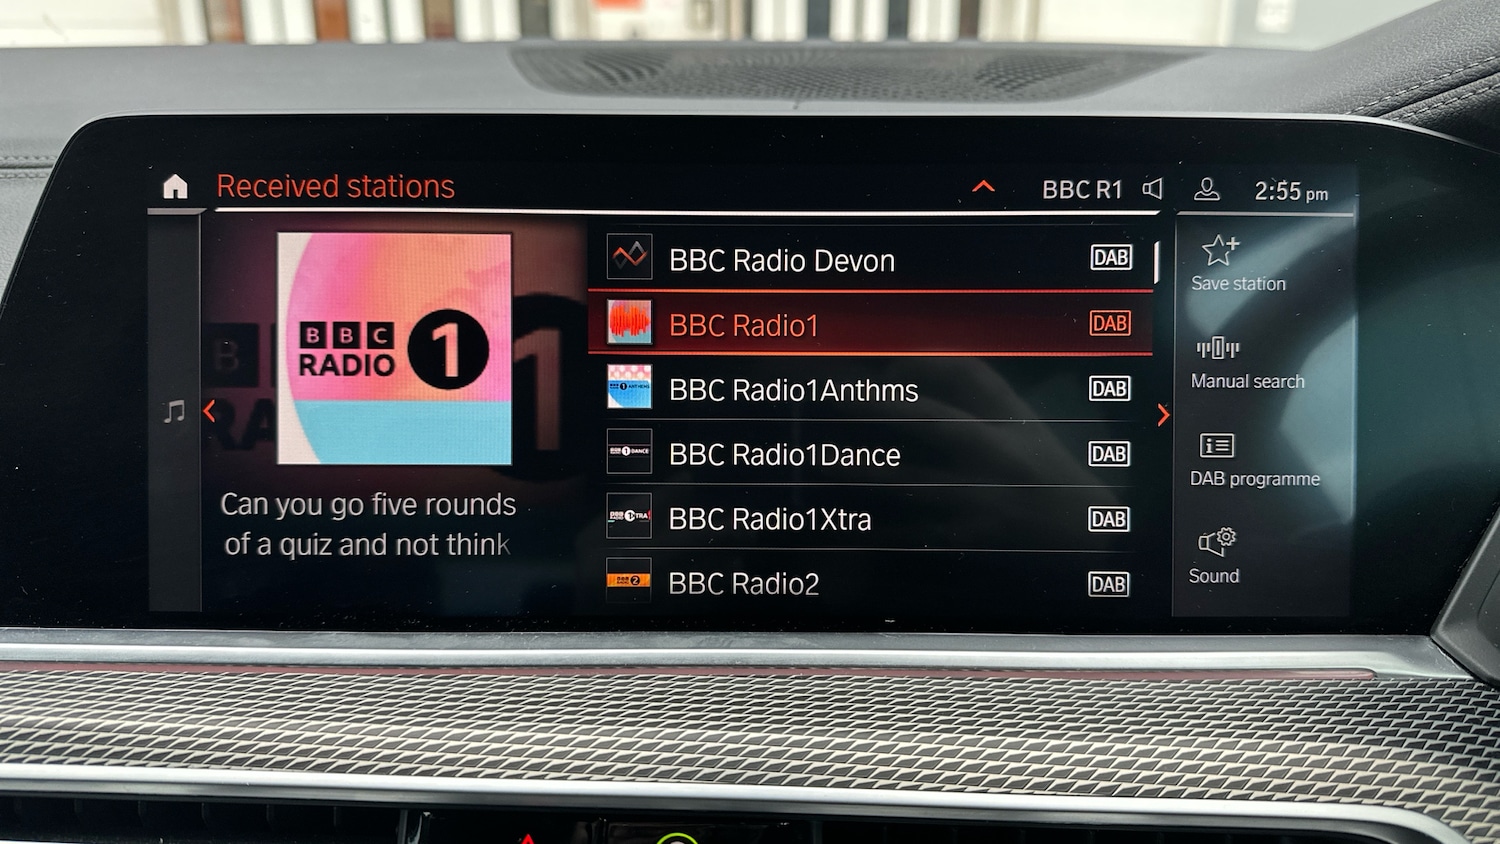 Received stations
BBC R1
2:55 pm
BBC
RADIO 1
Can you go five rounds
of a quiz and not think
BBC Radio Devon DAB
BBC Radio1 DAB
BBC Radio1Anthms DAB
BBC Radio1Dance DAB
BBC Radio1Xtra DAB
BBC Radio2 DAB
Save station
Manual search
DAB programme
Sound